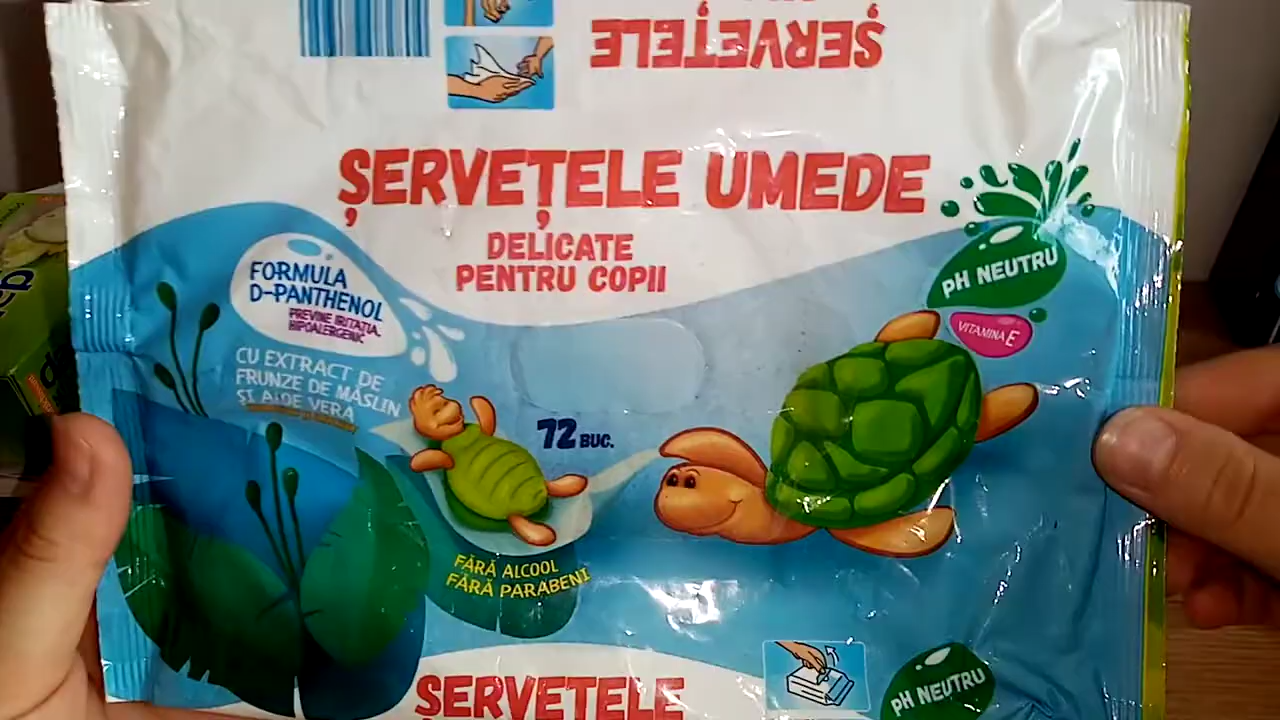 ȘERVEȚELE
ȘERVEȚELE UMEDE
DELICATE
PENTRU COPII
FORMULA
D-PANTHENOL
PREVINE IRITAȚIA,
HIPOALERGENIC
CU EXTRACT DE
FRUNZE DE MĂSLIN
ȘI ALOE VERA
pH NEUTRU
VITAMINA E
72 BUC.
FĂRĂ ALCOOL
FĂRĂ PARABENI
ȘERVEȚELE
pH NEUTRU